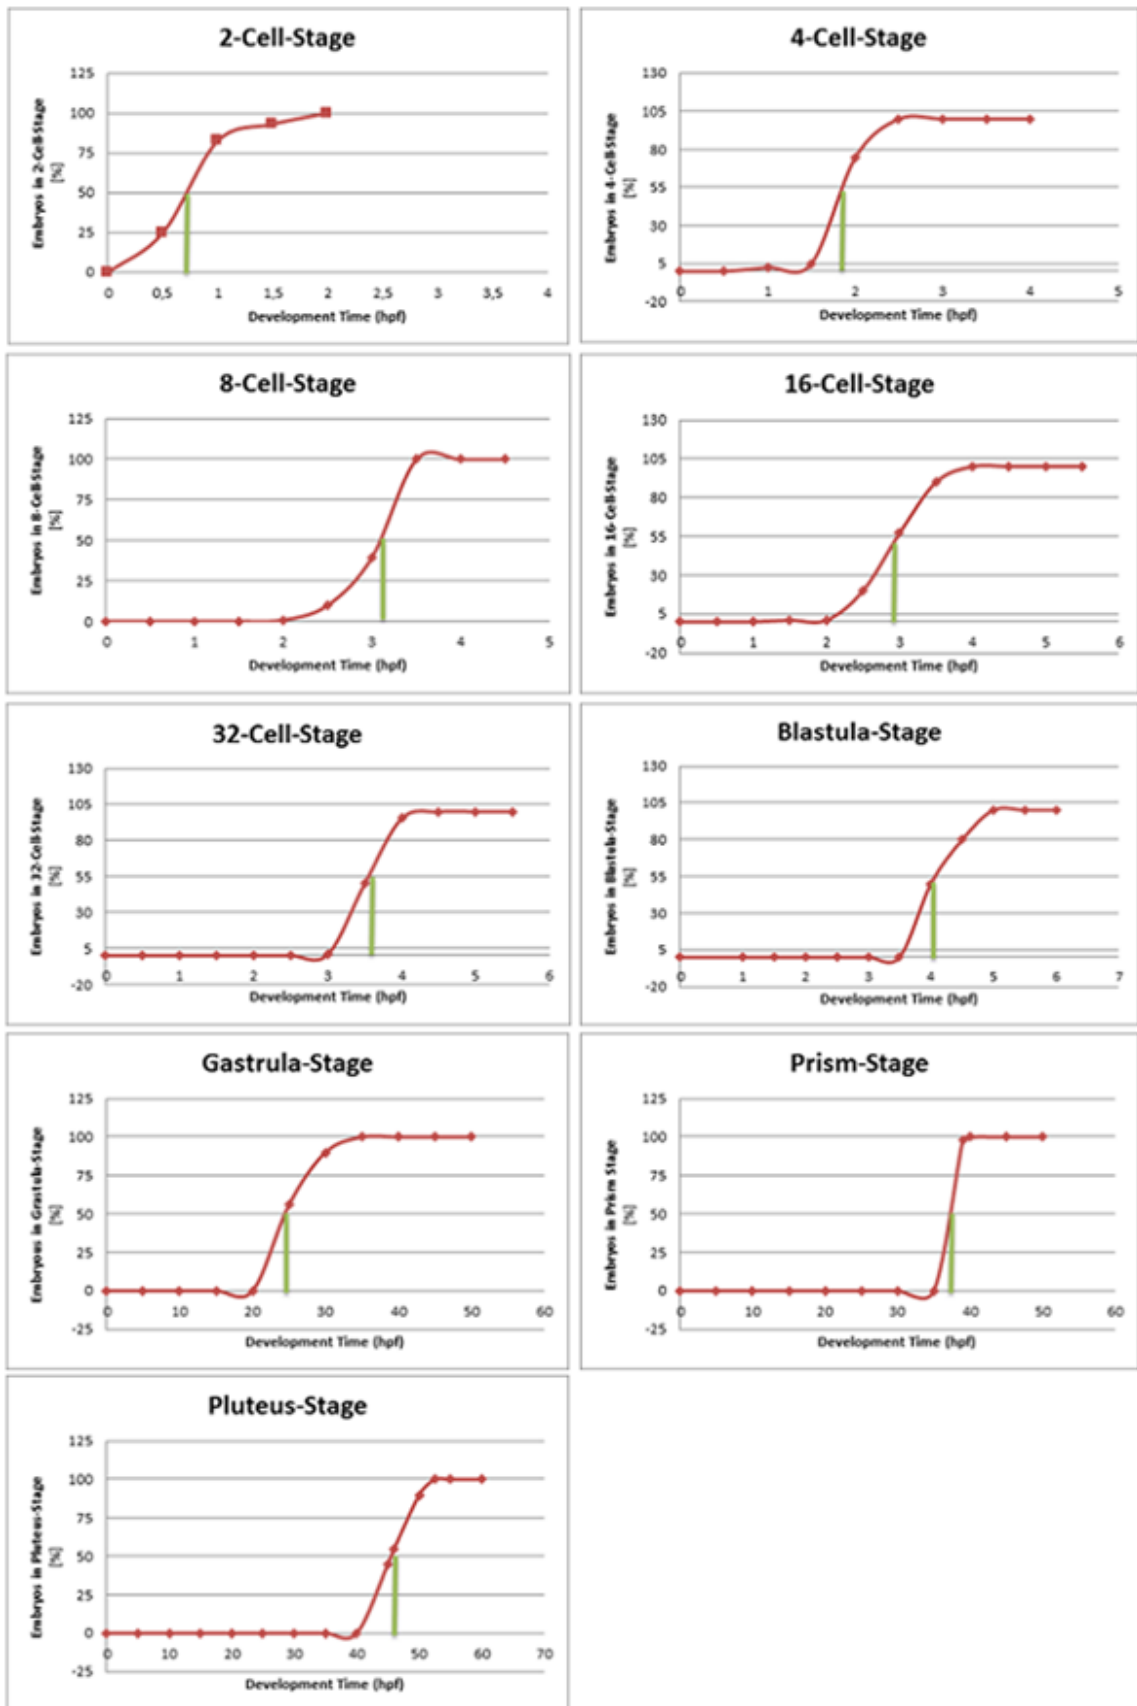 2-Cell-Stage
Embryos in 2-Cell-Stage
[%]
125
100
75
50
25
0
0 0,5 1 1,5 2 2,5 3 3,5 4
Development Time (hpf)
4-Cell-Stage
Embryos in 4-Cell-Stage
[%]
130
105
80
55
30
5
-20
0 1 2 3 4 5
Development Time (hpf)
8-Cell-Stage
Embryos in 8-Cell-Stage
[%]
125
100
75
50
25
0
0 1 2 3 4 5
Development Time (hpf)
16-Cell-Stage
Embryos in 16-Cell-Stage
[%]
130
105
80
55
30
5
-20
0 1 2 3 4 5 6
Development Time (hpf)
32-Cell-Stage
Embryos in 32-Cell-Stage
[%]
130
105
80
55
30
5
-20
0 1 2 3 4 5 6
Development Time (hpf)
Blastula-Stage
Embryos in Blastula-Stage
[%]
130
105
80
55
30
5
-20
0 1 2 3 4 5 6 7
Development Time (hpf)
Gastrula-Stage
Embryous in Grastula-Stage
[%]
125
100
75
50
25
0
-25
0 10 20 30 40 50 60
Development Time (hpf)
Prism-Stage
Embryos in Prism Stage
[%]
125
100
75
50
25
0
-25
0 10 20 30 40 50 60
Development Time (hpf)
Pluteus-Stage
Embryos in Pluteus-Stage
[%]
125
100
75
50
25
0
-25
0 10 20 30 40 50 60 70
Development Time (hpf)